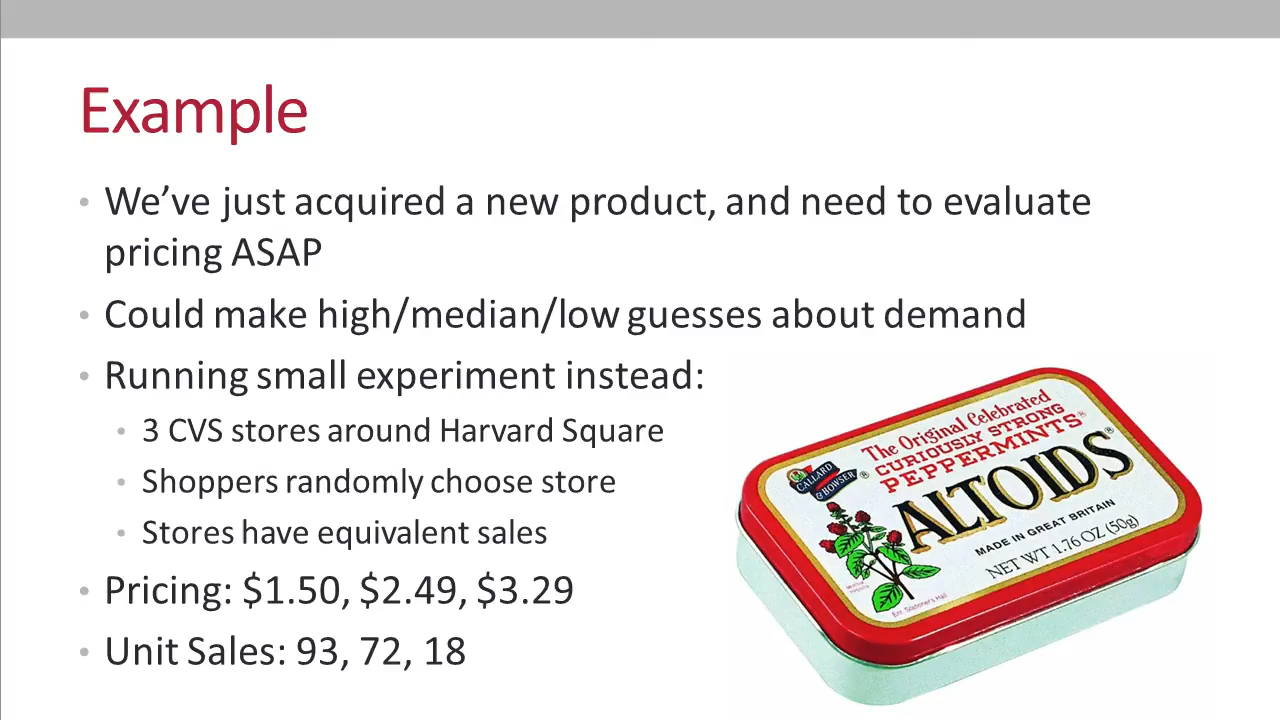 Example
• We’ve just acquired a new product, and need to evaluate
pricing ASAP
• Could make high/median/low guesses about demand
• Running small experiment instead:
• 3 CVS stores around Harvard Square
• Shoppers randomly choose store
• Stores have equivalent sales
• Pricing: $1.50, $2.49, $3.29
• Unit Sales: 93, 72, 18
The Original Celebrated
CURIOUSLY STRONG
PEPPERMINTS®
CALLARD
& BOWSER®
ALTOIDS®
MADE IN GREAT BRITAIN
NET WT 1.76 OZ (50g)